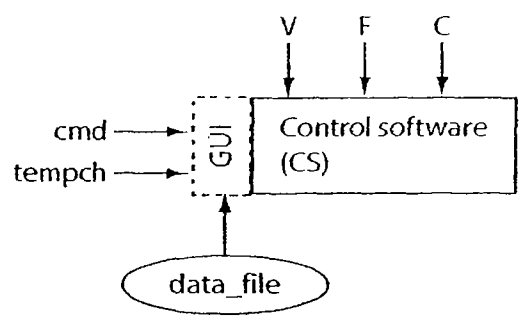 V F C
cmd
tempch
GUI
Control software
(CS)
data_file